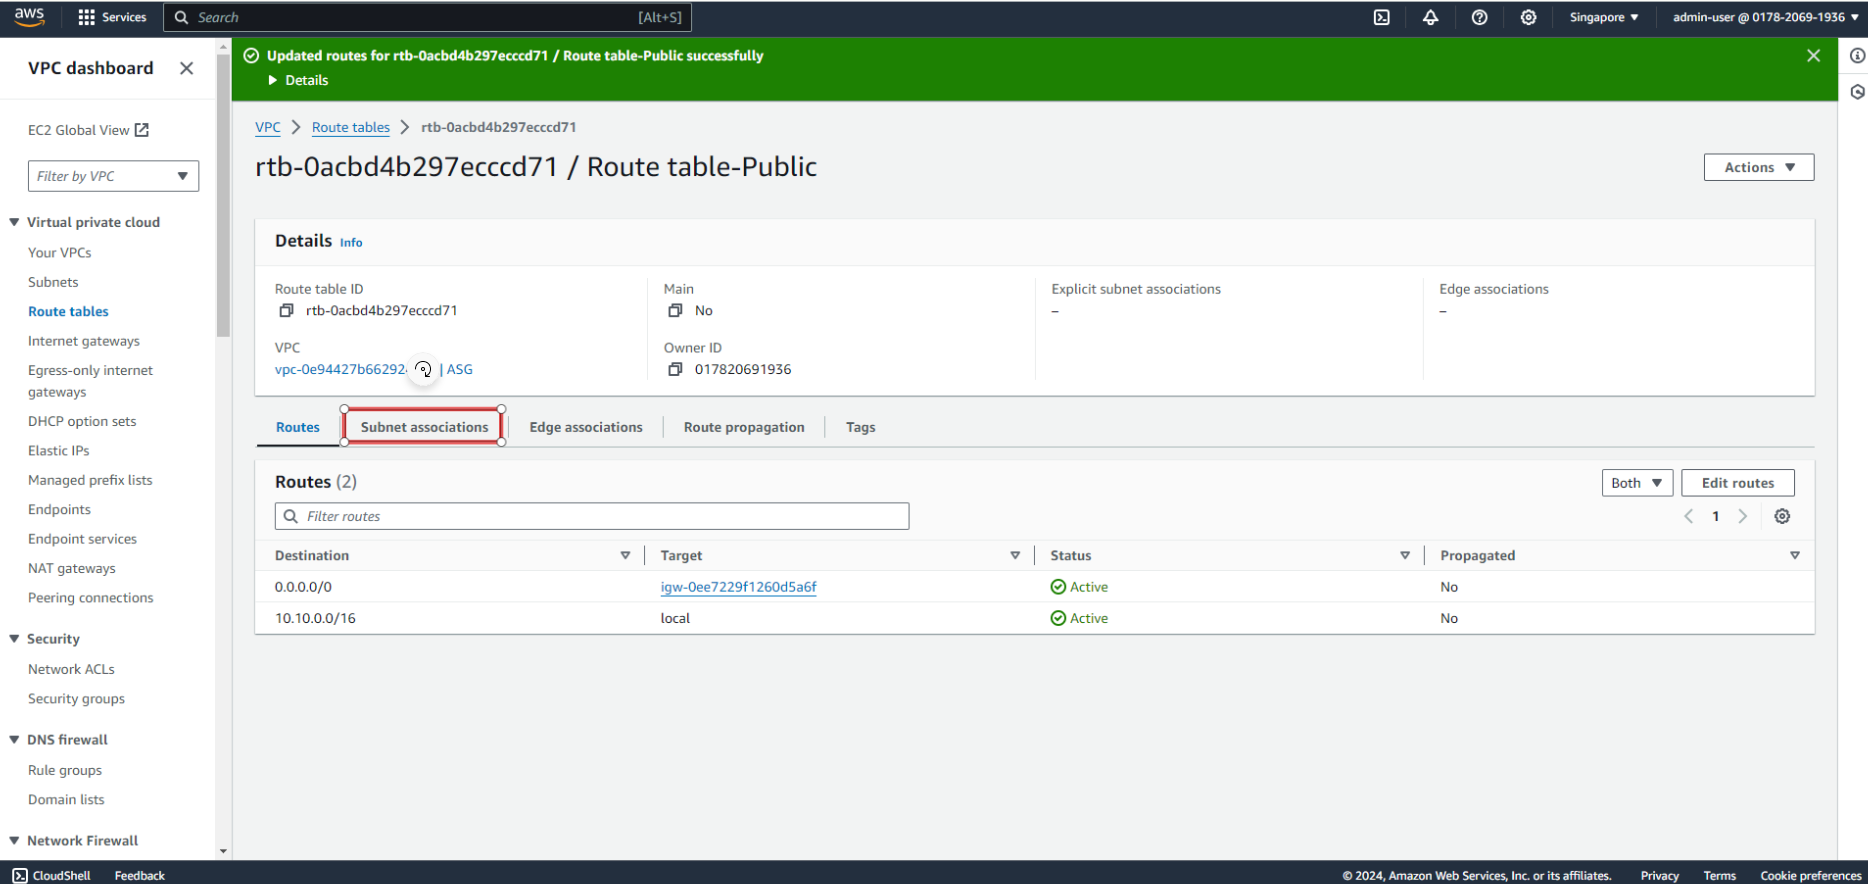 aws Services Search [Alt+S] Singapore admin-user @ 0178-2069-1936
VPC dashboard
EC2 Global View
Filter by VPC
Virtual private cloud
Your VPCs
Subnets
Route tables
Internet gateways
Egress-only internet
gateways
DHCP option sets
Elastic IPs
Managed prefix lists
Endpoints
Endpoint services
NAT gateways
Peering connections
Security
Network ACLs
Security groups
DNS firewall
Rule groups
Domain lists
Network Firewall
Updated routes for rtb-0acbd4b297ecccd71 / Route table-Public successfully
Details
VPC Route tables rtb-0acbd4b297ecccd71
rtb-0acbd4b297ecccd71 / Route table-Public
Actions
Details Info
Route table ID
rtb-0acbd4b297ecccd71
Main
No
Explicit subnet associations
–
Edge associations
–
VPC
| ASG
Owner ID
017820691936
Routes Subnet associations Edge associations Route propagation Tags
Routes (2)
Both Edit routes
Filter routes
1
Destination Target Status Propagated
0.0.0.0/0 igw-0ee7229f1260d5a6f Active No
10.10.0.0/16 local Active No
CloudShell Feedback © 2024, Amazon Web Services, Inc. or its affiliates. Privacy Terms Cookie preferences